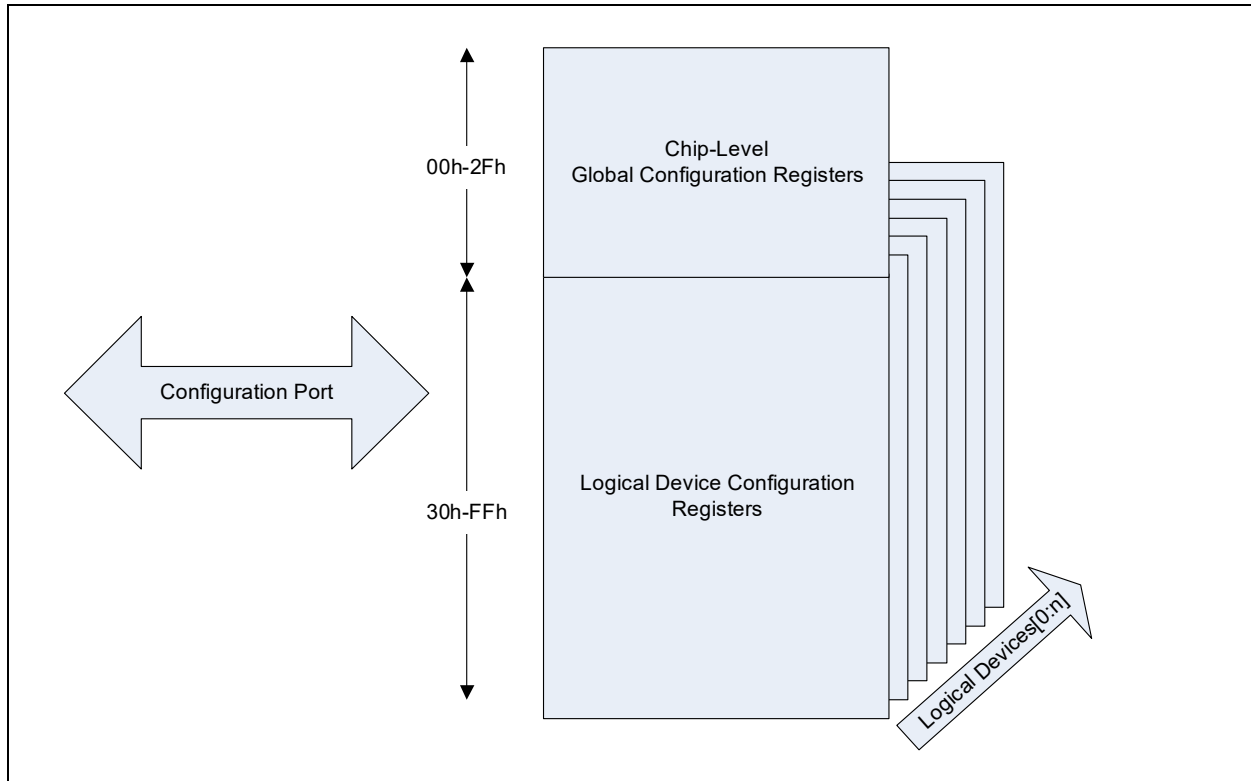 Chip-Level
Global Configuration Registers
00h-2Fh
Configuration Port
Logical Device Configuration
Registers
30h-FFh
Logical Devices[0:n]